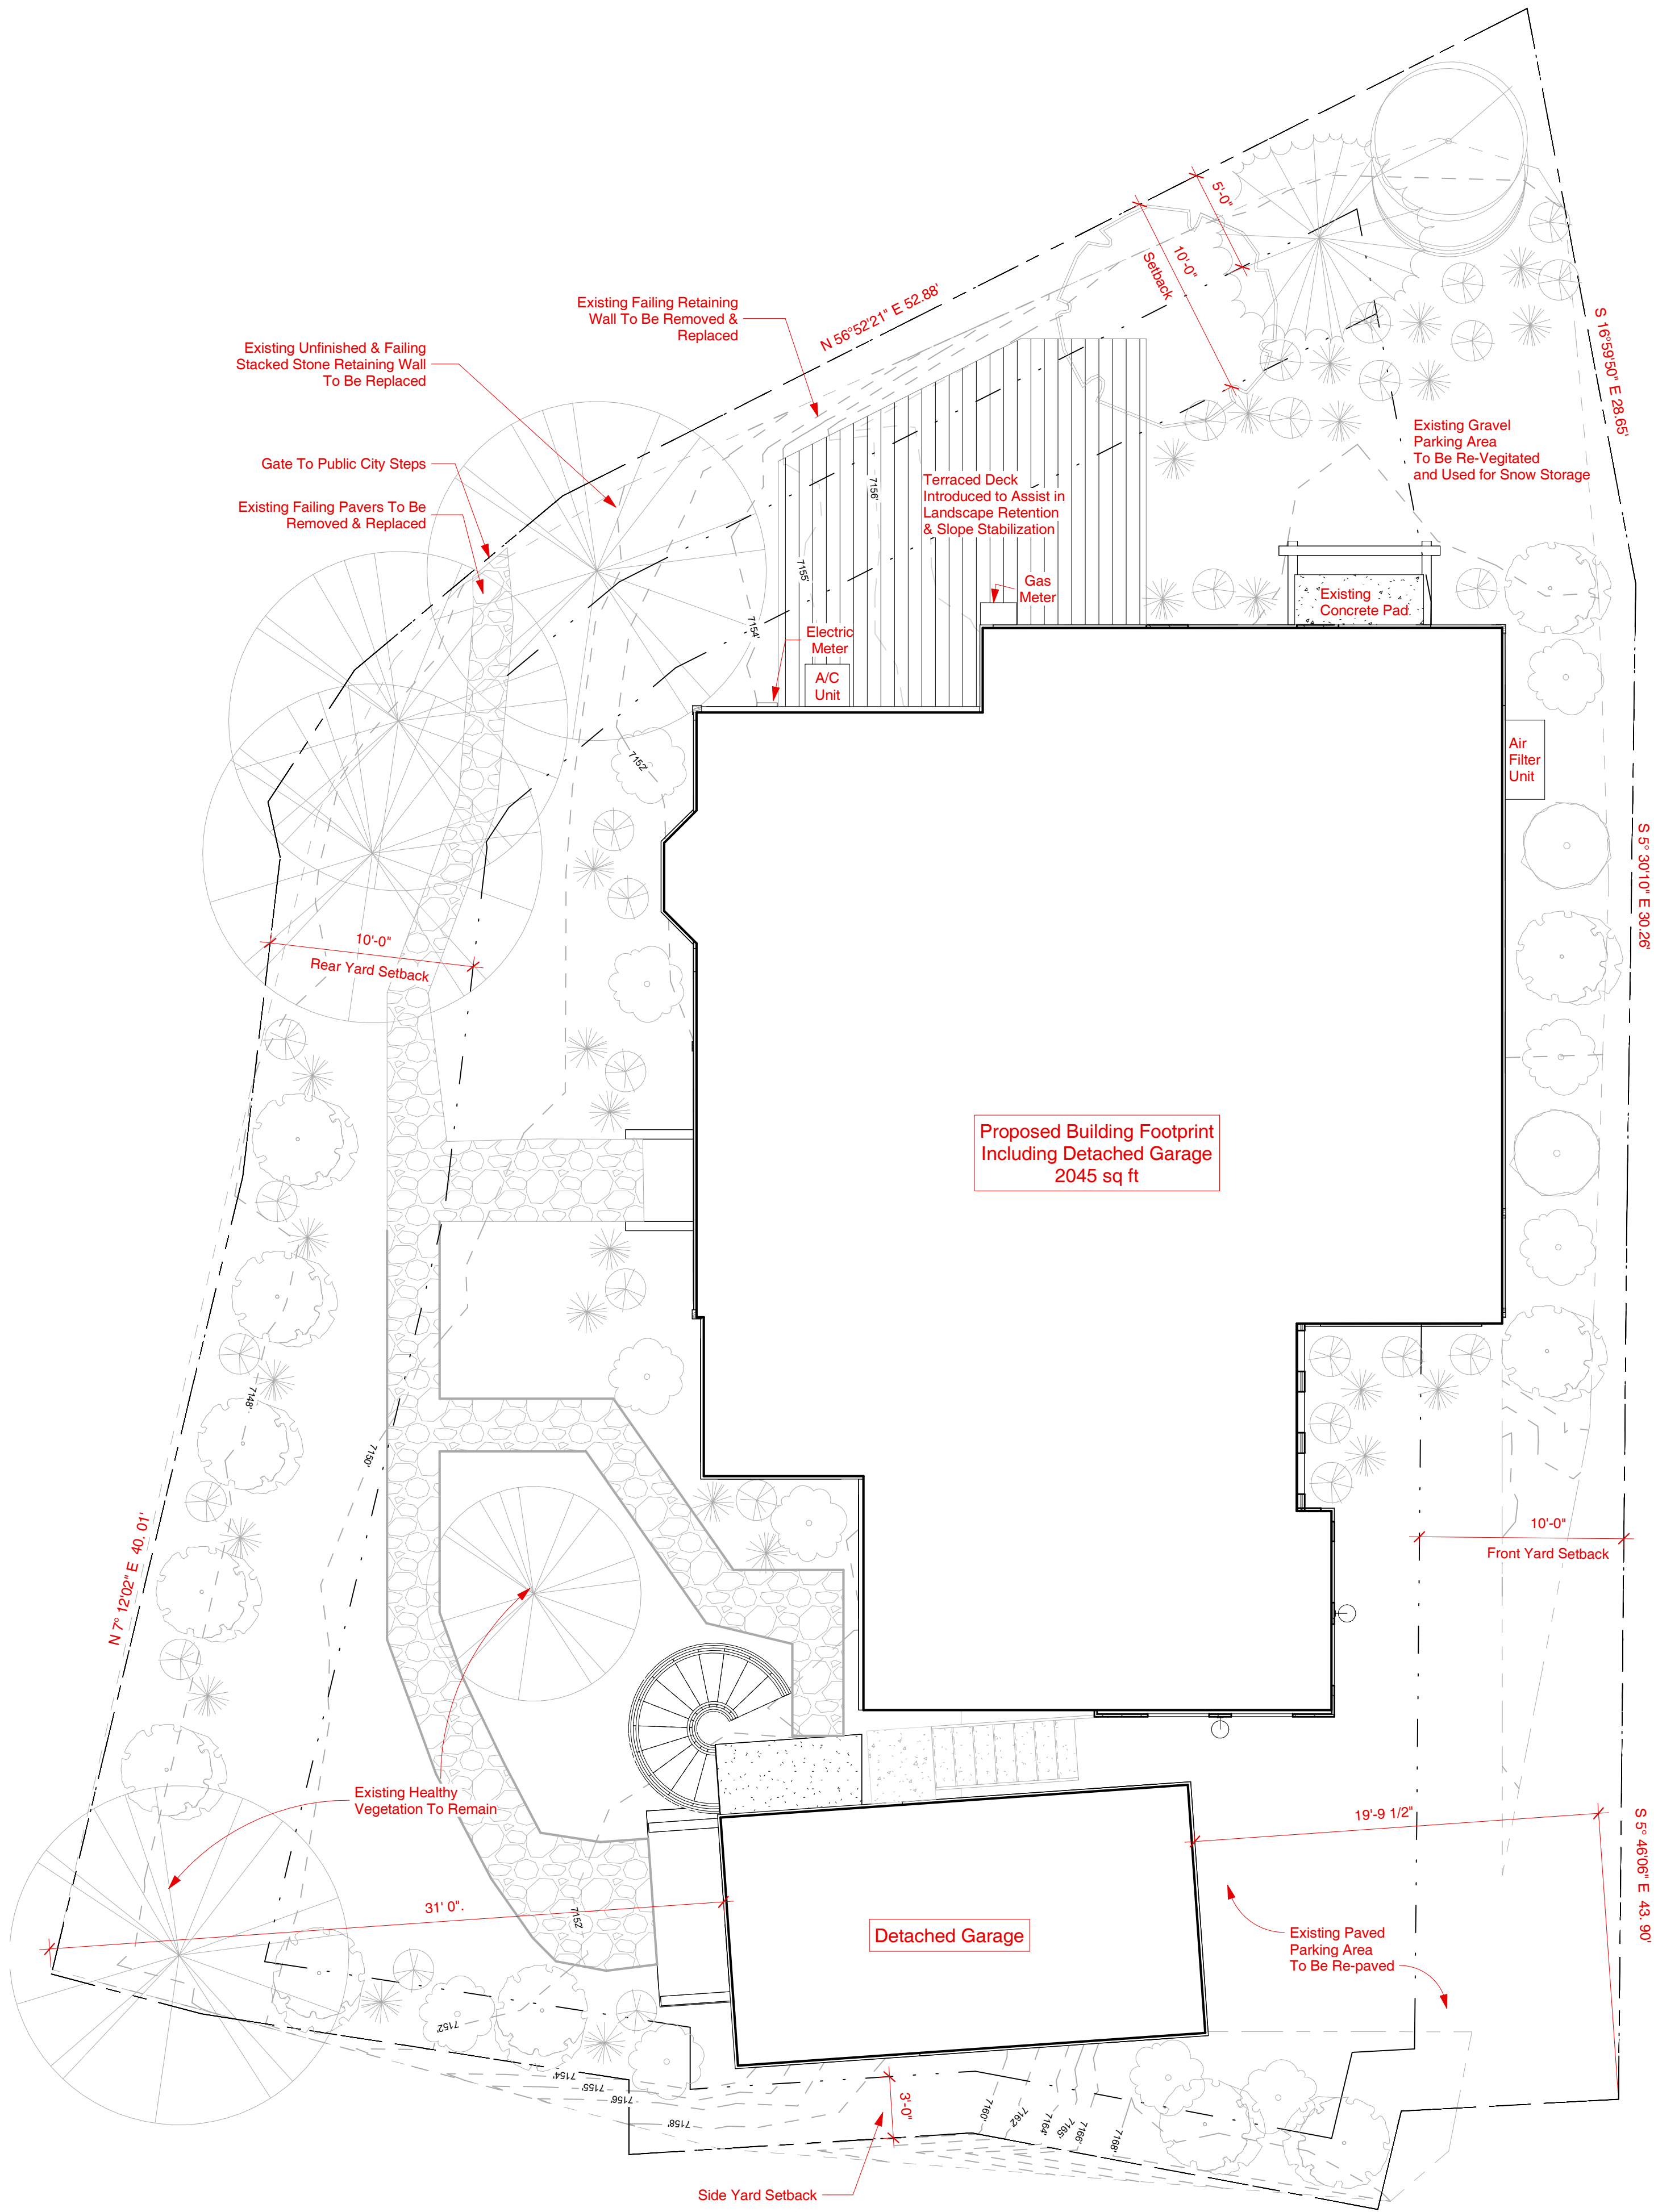 5'-0"
10'-0"
Setback
N 56°52'21" E 52.88'
S 16°59'50" E 28.65'
Existing Failing Retaining
Wall To Be Removed &
Replaced
Existing Unfinished & Failing
Stacked Stone Retaining Wall
To Be Replaced
Gate To Public City Steps
Existing Failing Pavers To Be
Removed & Replaced
Existing Gravel
Parking Area
To Be Re-Vegitated
and Used for Snow Storage
Terraced Deck
Introduced to Assist in
Landscape Retention
& Slope Stabilization
7156'
7155'
7154'
7152'
Gas
Meter
Existing
Concrete Pad
Electric
Meter
A/C
Unit
Air
Filter
Unit
S 5° 30'10" E 30.26'
10'-0"
Rear Yard Setback
Proposed Building Footprint
Including Detached Garage
2045 sq ft
7148'
7150'
N 7° 12'02" E 40. 01'
10'-0"
Front Yard Setback
Existing Healthy
Vegetation To Remain
19'-9 1/2"
S 5° 46'06" E 43. 90'
31' 0".
7152'
Detached Garage
Existing Paved
Parking Area
To Be Re-paved
7152'
7154'
7155'
7156'
7158'
3'-0"
7160'
7162'
7164'
7165'
7166'
7168'
Side Yard Setback